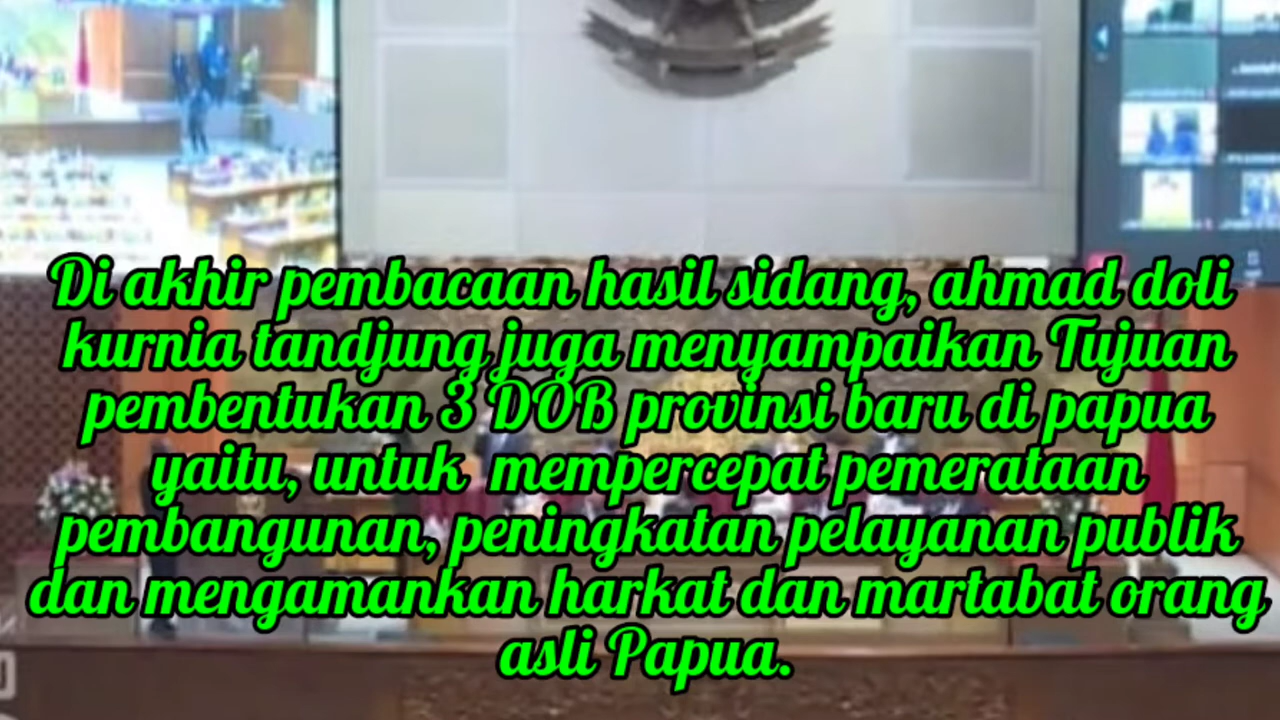 Di akhir pembacaan hasil sidang, ahmad doli
kurnia tandjung juga menyampaikan Tujuan
pembentukan 3 DOB provinsi baru di papua
yaitu, untuk mempercepat pemerataan
pembangunan, peningkatan pelayanan publik
dan mengamankan harkat dan martabat orang
asli Papua.